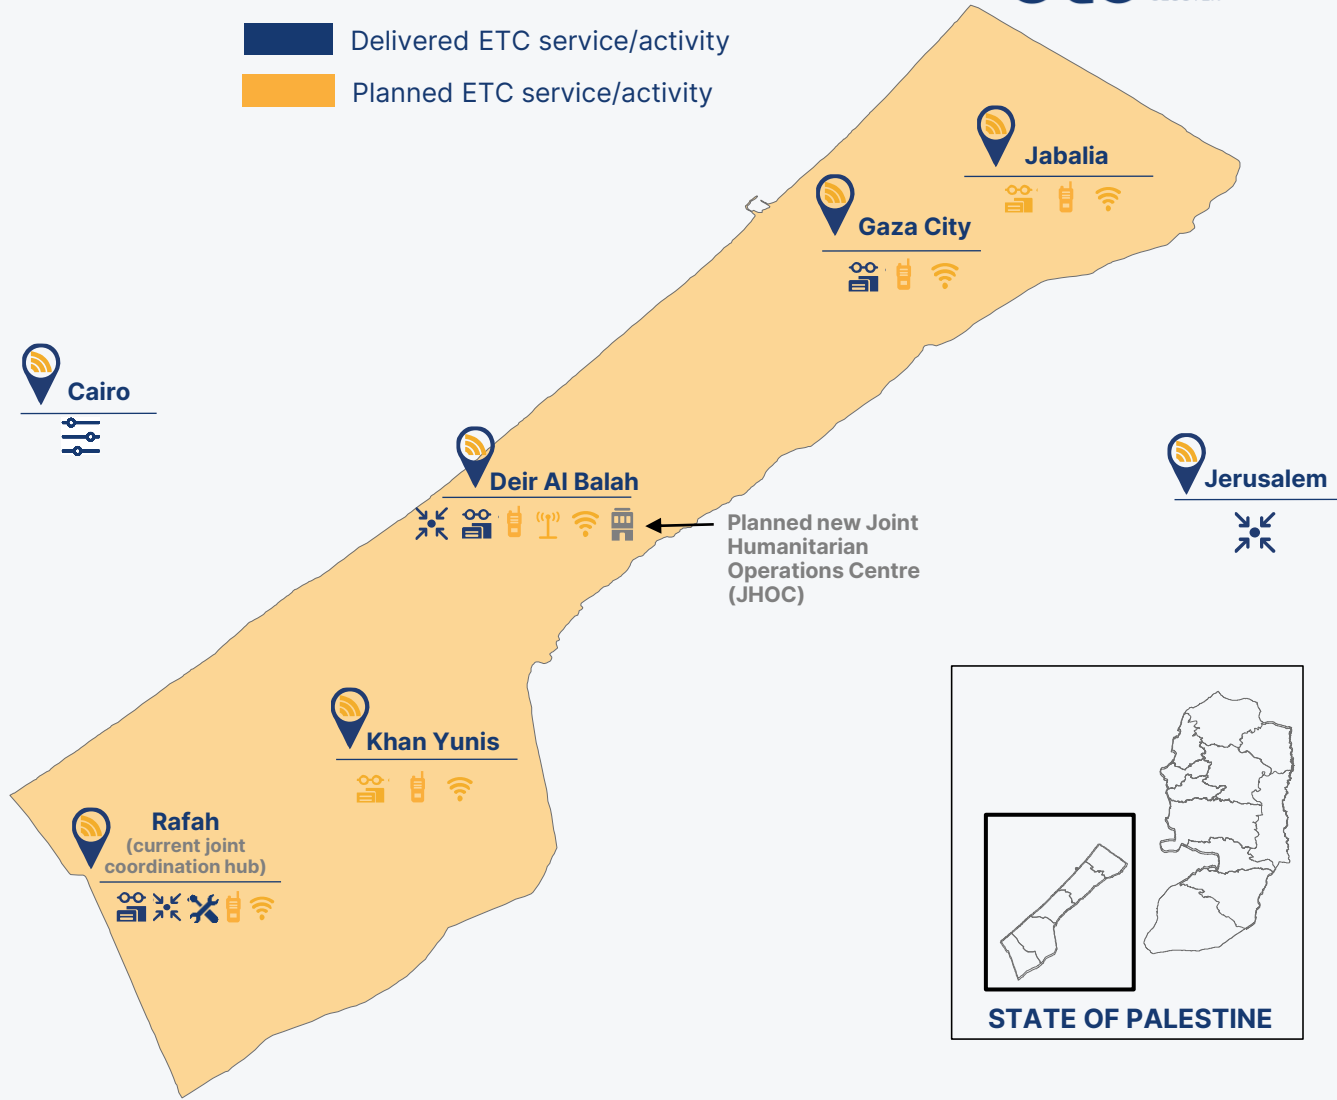 Delivered ETC service/activity
Planned ETC service/activity
Jabalia
Gaza City
Cairo
Deir Al Balah
Jerusalem
Planned new Joint
Humanitarian
Operations Centre
(JHOC)
Khan Yunis
Rafah
(current joint
coordination hub)
STATE OF PALESTINE